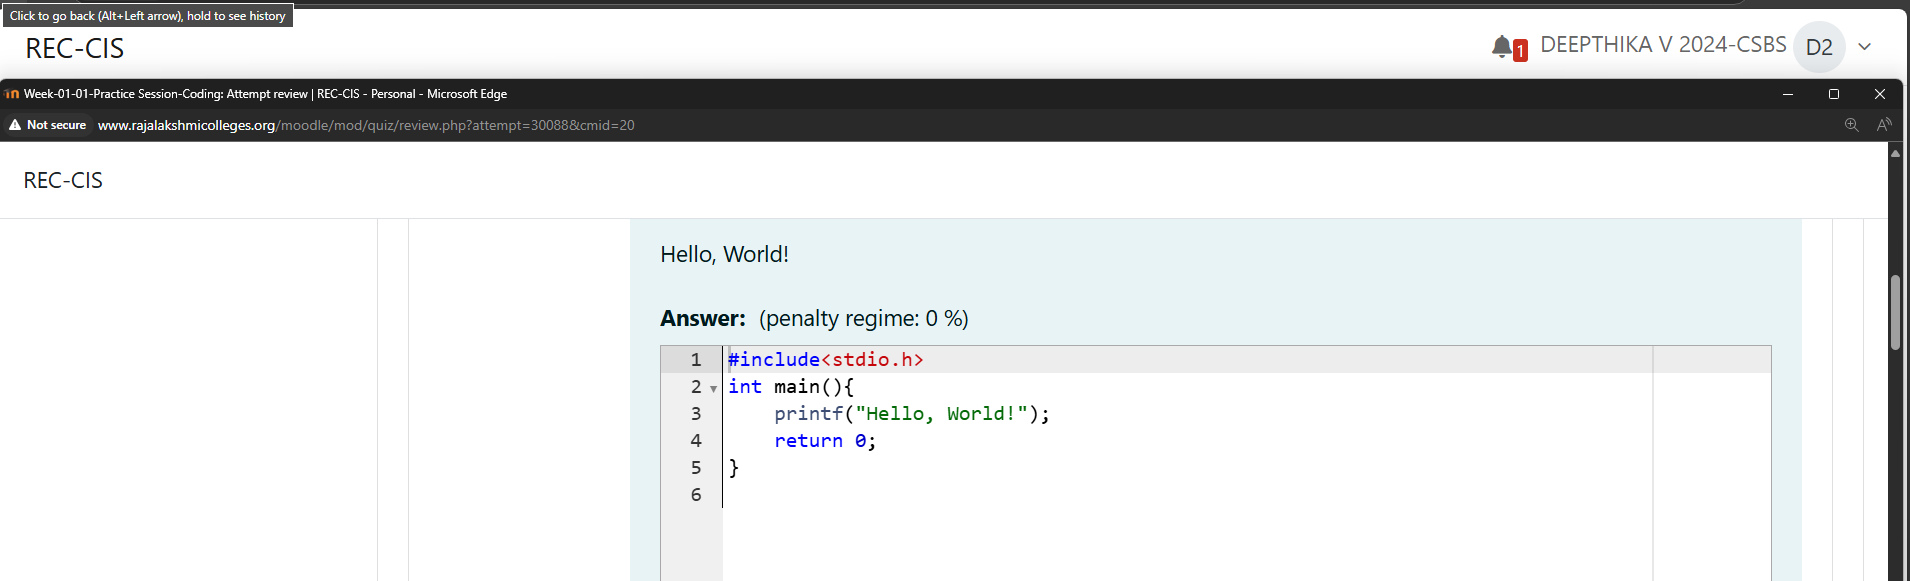 Click to go back (Alt+Left arrow), hold to see history
REC-CIS
1 DEEPTHIKA V 2024-CSBS D2
Week-01-01-Practice Session-Coding: Attempt review | REC-CIS - Personal - Microsoft Edge
Not secure www.rajalakshmicolleges.org/moodle/mod/quiz/review.php?attempt=30088&cmid=20
REC-CIS
Hello, World!
Answer: (penalty regime: 0 %)
1 #include<stdio.h>
2 int main(){
3     printf("Hello, World!");
4     return 0;
5 }
6